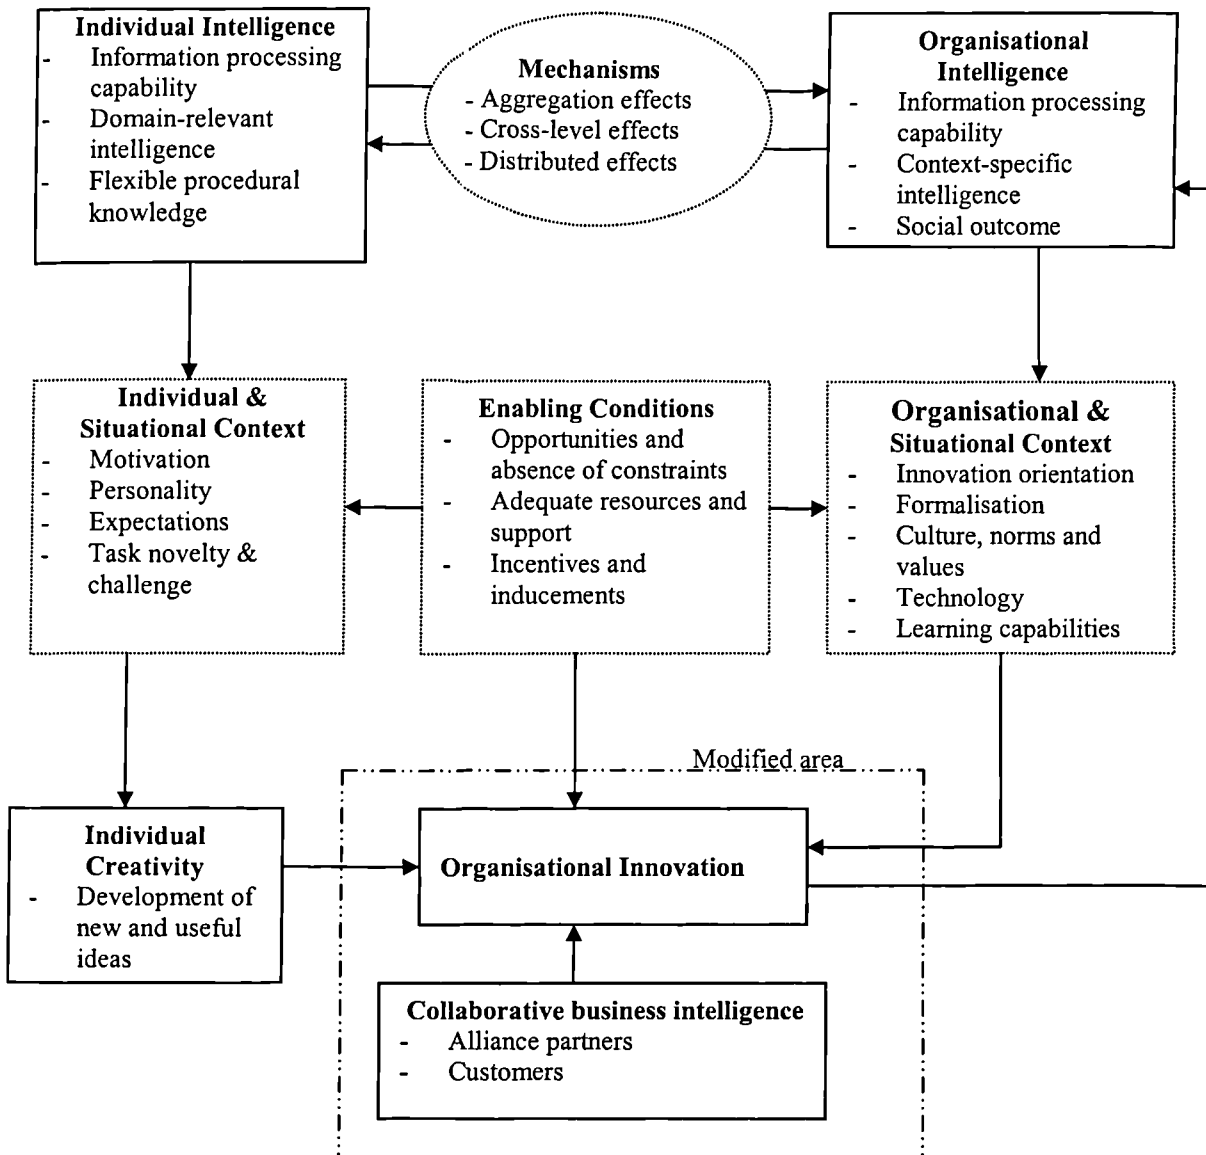 Individual Intelligence
- Information processing
capability
- Domain-relevant
intelligence
- Flexible procedural
knowledge
Mechanisms
- Aggregation effects
- Cross-level effects
- Distributed effects
Organisational
Intelligence
- Information processing
capability
- Context-specific
intelligence
- Social outcome
Individual &
Situational Context
- Motivation
- Personality
- Expectations
- Task novelty &
challenge
Enabling Conditions
- Opportunities and
absence of constraints
- Adequate resources and
support
- Incentives and
inducements
Organisational &
Situational Context
- Innovation orientation
- Formalisation
- Culture, norms and
values
- Technology
- Learning capabilities
Modified area
Individual
Creativity
- Development of
new and useful
ideas
Organisational Innovation
Collaborative business intelligence
- Alliance partners
- Customers